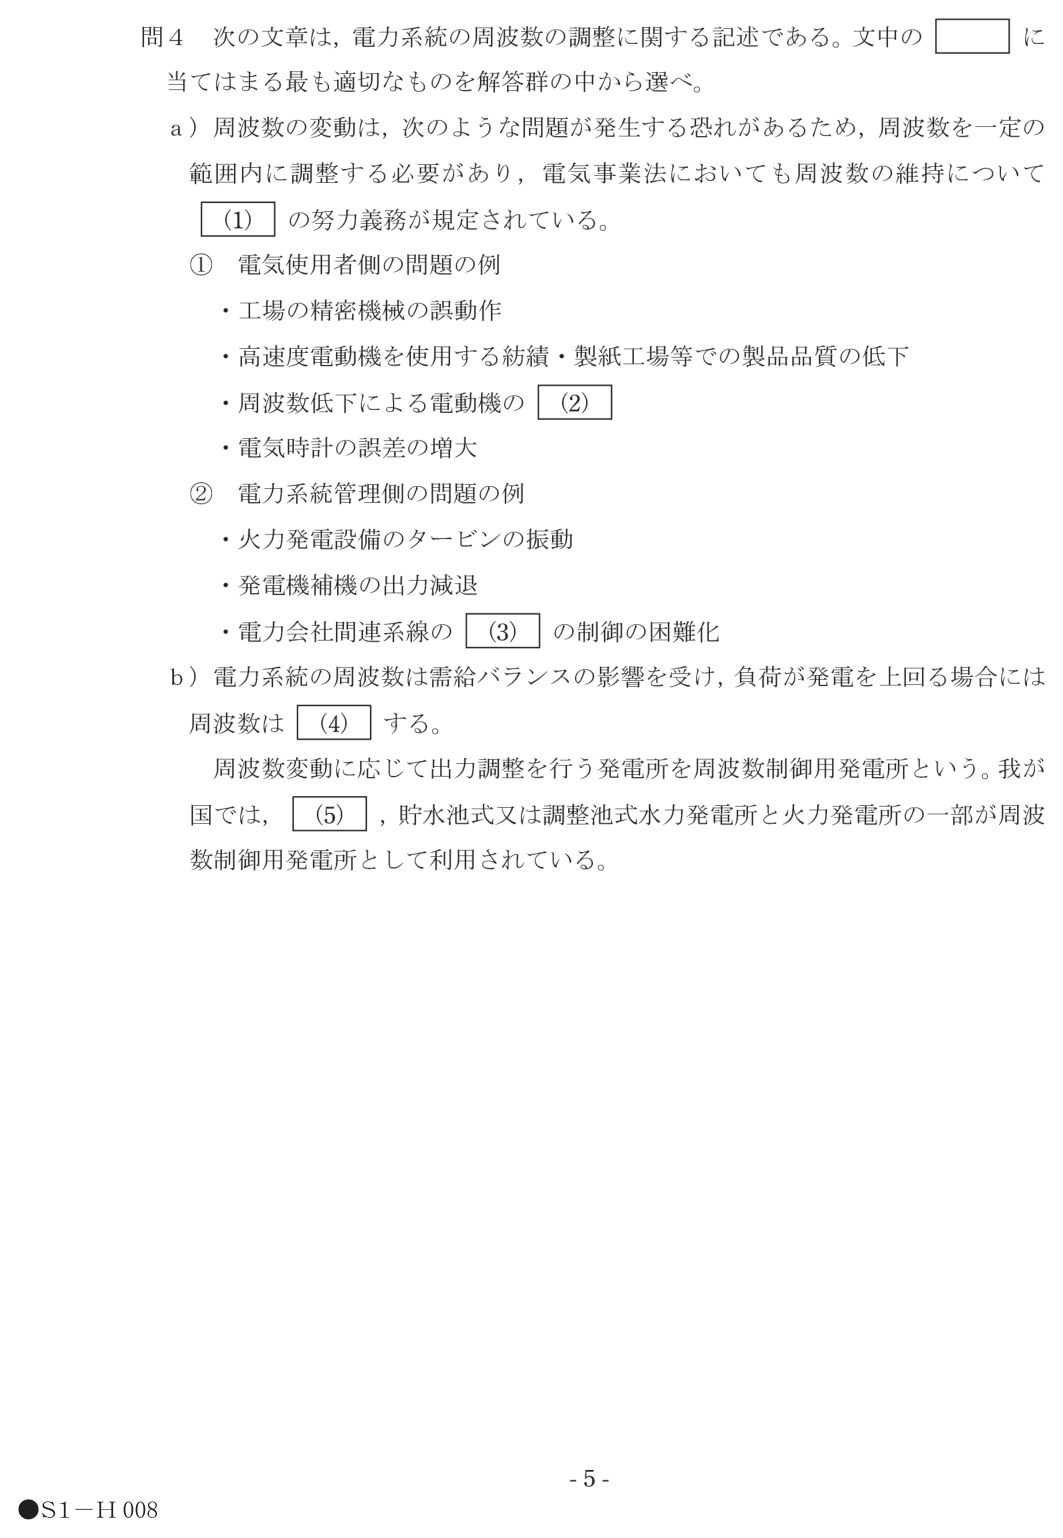 問４　次の文章は，電力系統の周波数の調整に関する記述である。文中の　　　に
当てはまる最も適切なものを解答群の中から選べ。
ａ）周波数の変動は，次のような問題が発生する恐れがあるため，周波数を一定の
範囲内に調整する必要があり，電気事業法においても周波数の維持について
（1）の努力義務が規定されている。
①　電気使用者側の問題の例
・工場の精密機械の誤動作
・高速度電動機を使用する紡績・製紙工場等での製品品質の低下
・周波数低下による電動機の（2）
・電気時計の誤差の増大
②　電力系統管理側の問題の例
・火力発電設備のタービンの振動
・発電機補機の出力減退
・電力会社間連系線の（3）の制御の困難化
ｂ）電力系統の周波数は需給バランスの影響を受け，負荷が発電を上回る場合には
周波数は（4）する。
周波数変動に応じて出力調整を行う発電所を周波数制御用発電所という。我が
国では，（5），貯水池式又は調整池式水力発電所と火力発電所の一部が周波
数制御用発電所として利用されている。
- 5 -
●S1－H 008